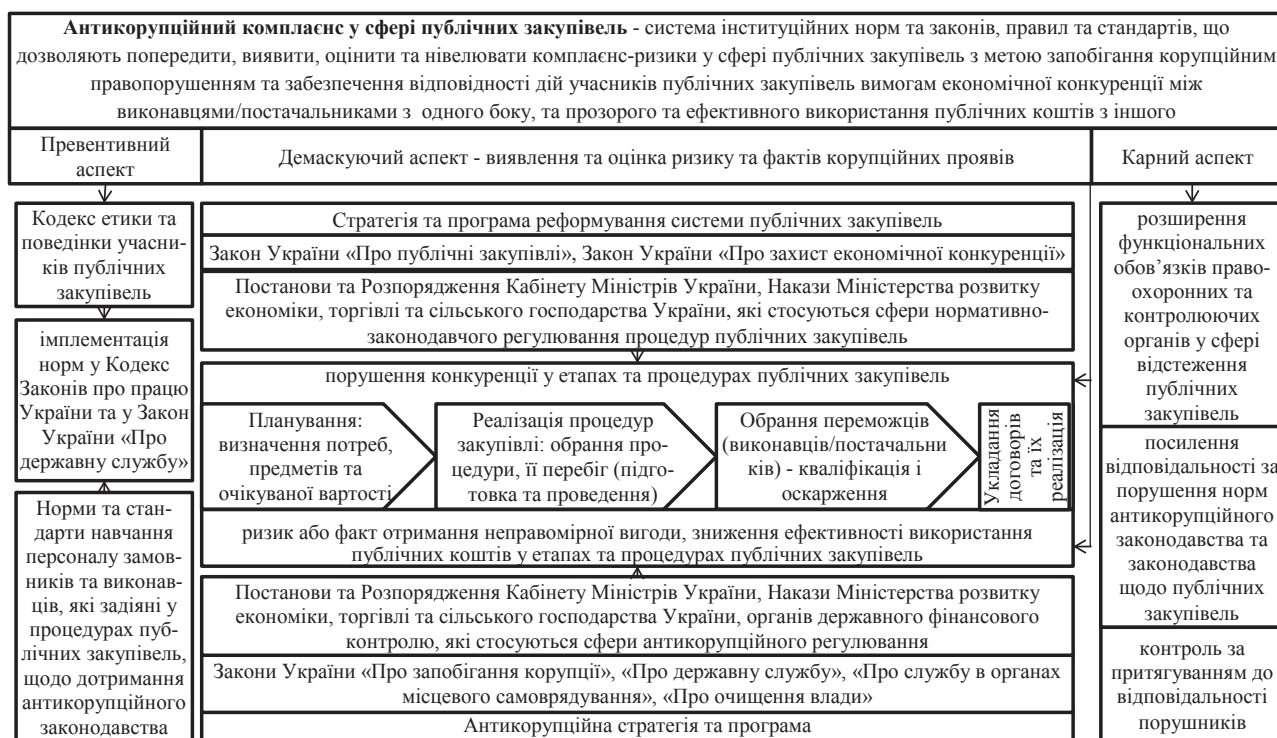 Антикорупційний комплаєнс у сфері публічних закупівель - система інституційних норм та законів, правил та стандартів, що
дозволяють попередити, виявити, оцінити та нівелювати комплаєнс-ризики у сфері публічних закупівель з метою запобігання корупційним
правопорушенням та забезпечення відповідності дій учасників публічних закупівель вимогам економічної конкуренції між
виконавцями/постачальниками з одного боку, та прозорого та ефективного використання публічних коштів з іншого
Превентивний
аспект
Демаскуючий аспект - виявлення та оцінка ризику та фактів корупційних проявів
Карний аспект
Кодекс етики та
поведінки учасни-
ків публічних
закупівель
імплементація
норм у Кодекс
Законів про працю
України та у Закон
України «Про
державну службу»
Норми та стан-
дарти навчання
персоналу замов-
ників та виконав-
ців, які задіяні у
процедурах пуб-
лічних закупівель,
щодо дотримання
антикорупційного
законодавства
Стратегія та програма реформування системи публічних закупівель
Закон України «Про публічні закупівлі», Закон України «Про захист економічної конкуренції»
Постанови та Розпорядження Кабінету Міністрів України, Накази Міністерства розвитку
економіки, торгівлі та сільського господарства України, які стосуються сфери нормативно-
законодавчого регулювання процедур публічних закупівель
порушення конкуренції у етапах та процедурах публічних закупівель
Планування:
визначення потреб,
предметів та
очікуваної вартості
Реалізація процедур
закупівлі: обрання про-
цедури, її перебіг (підго-
товка та проведення)
Обрання переможців
(виконавців/постачальни
ків) - кваліфікація і
оскарження
Укладання
договорів
та їх
реалізація
ризик або факт отримання неправомірної вигоди, зниження ефективності використання
публічних коштів у етапах та процедурах публічних закупівель
Постанови та Розпорядження Кабінету Міністрів України, Накази Міністерства розвитку
економіки, торгівлі та сільського господарства України, органів державного фінансового
контролю, які стосуються сфери антикорупційного регулювання
Закони України «Про запобігання корупції», «Про державну службу», «Про службу в органах
місцевого самоврядування», «Про очищення влади»
Антикорупційна стратегія та програма
розширення
функціональних
обов’язків право-
охоронних та
контролюючих
органів у сфері
відстеження
публічних
закупівель
посилення
відповідальності за
порушення норм
антикорупційного
законодавства та
законодавства
щодо публічних
закупівель
контроль за
притягуванням до
відповідальності
порушників